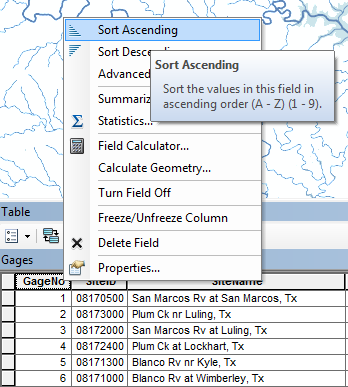 Sort Ascending
Sort Descending
Advanced
Sort Ascending
Sort the values in this field in
ascending order (A - Z) (1 - 9).
Summariz
Statistics...
Field Calculator...
Calculate Geometry...
Turn Field Off
Freeze/Unfreeze Column
Delete Field
Properties...
Table
Gages
GageNo SiteID SiteName
1 08170500 San Marcos Rv at San Marcos, Tx
2 08173000 Plum Ck nr Luling, Tx
3 08172000 San Marcos Rv at Luling, Tx
4 08172400 Plum Ck at Lockhart, Tx
5 08171300 Blanco Rv nr Kyle, Tx
6 08171000 Blanco Rv at Wimberley, Tx